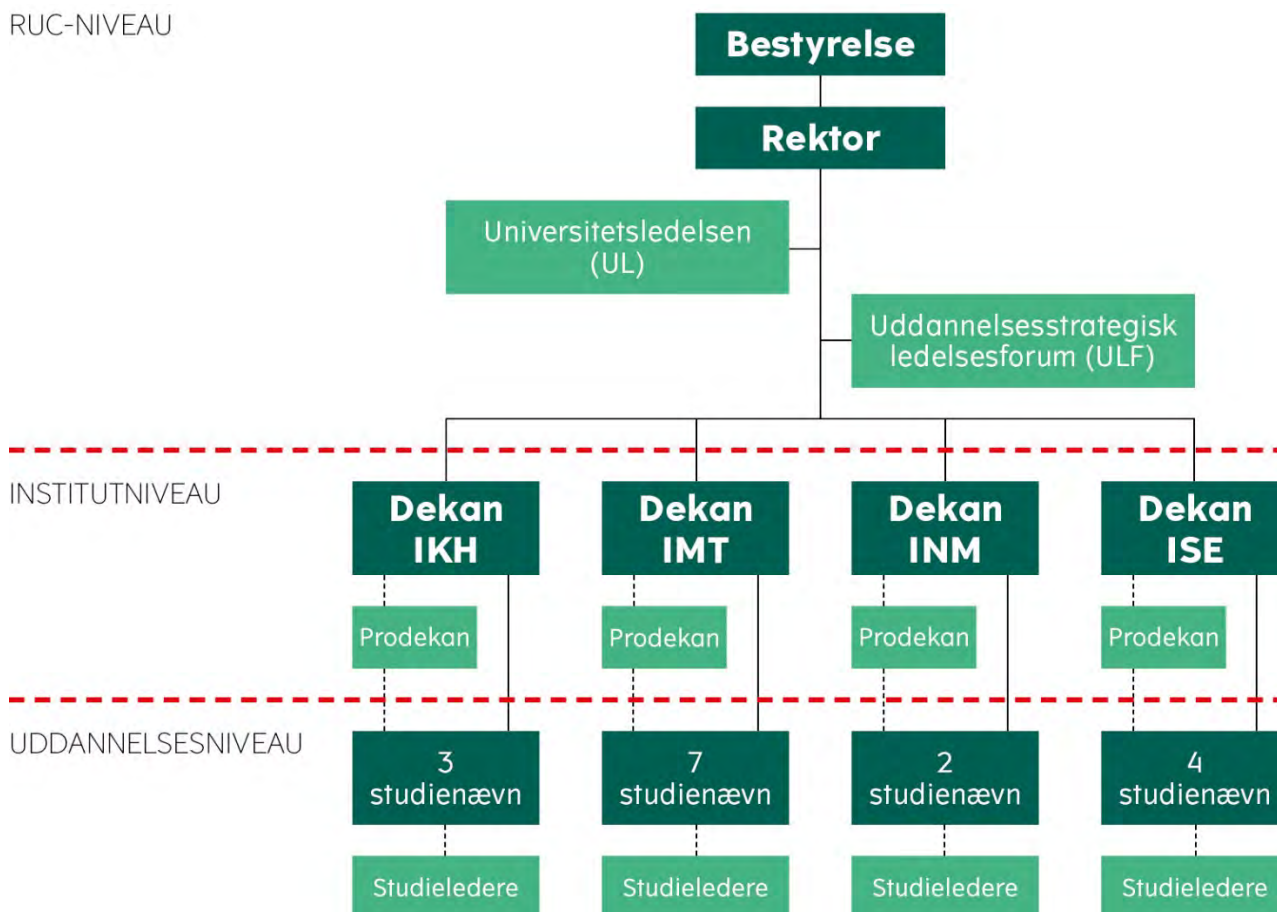 RUC-NIVEAU
Bestyrelse
Rektor
Universitetsledelsen
(UL)
Uddannelsesstrategisk
ledelsesforum (ULF)
INSTITUTNIVEAU
Dekan
IKH
Dekan
IMT
Dekan
INM
Dekan
ISE
Prodekan
Prodekan
Prodekan
Prodekan
UDDANNELSESNIVEAU
3
studienævn
7
studienævn
2
studienævn
4
studienævn
Studieledere
Studieledere
Studieledere
Studieledere